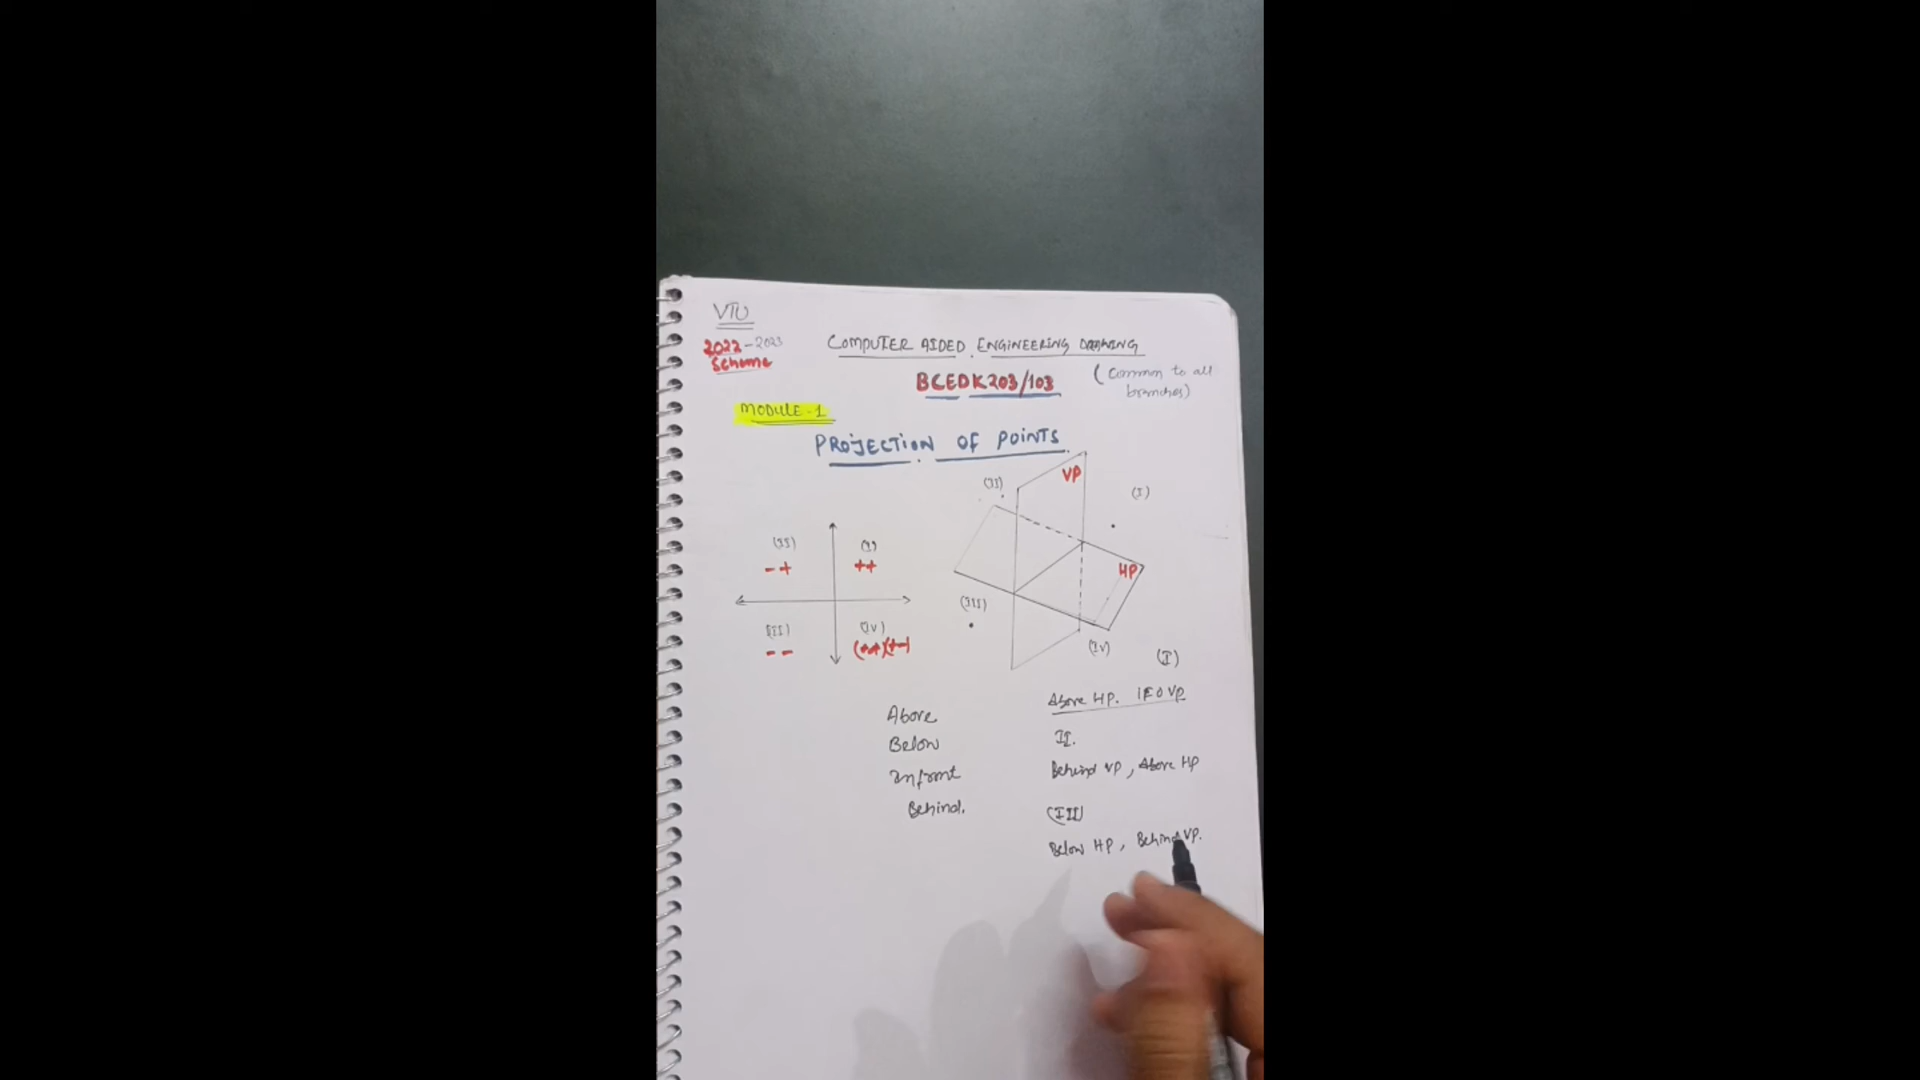 VTU
2022-2023
Scheme
COMPUTER AIDED ENGINEERING DRAWING
BCEDK203/103
(Common to all
branches)
MODULE-1
PROJECTION OF POINTS
VP
(II)
(I)
HP
(III)
(IV)
(II)
(I)
-+
++
(III)
(IV)
--
(+-)
(I)
Above HP. IFO VP
II.
Behind VP, Above HP
(III)
Below HP, Behind VP.
Above
Below
Infront
Behind.